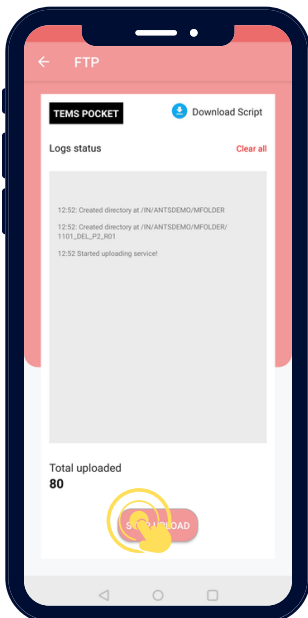 FTP
TEMS POCKET
Download Script
Logs status
Clear all
12:52: Created directory at /IN/ANTSDEMO/MFOLDER
12:52: Created directory at /IN/ANTSDEMO/MFOLDER/
1101_DEL_P2_R01
12:52 Started uploading service!
Total uploaded
80
UPLOAD